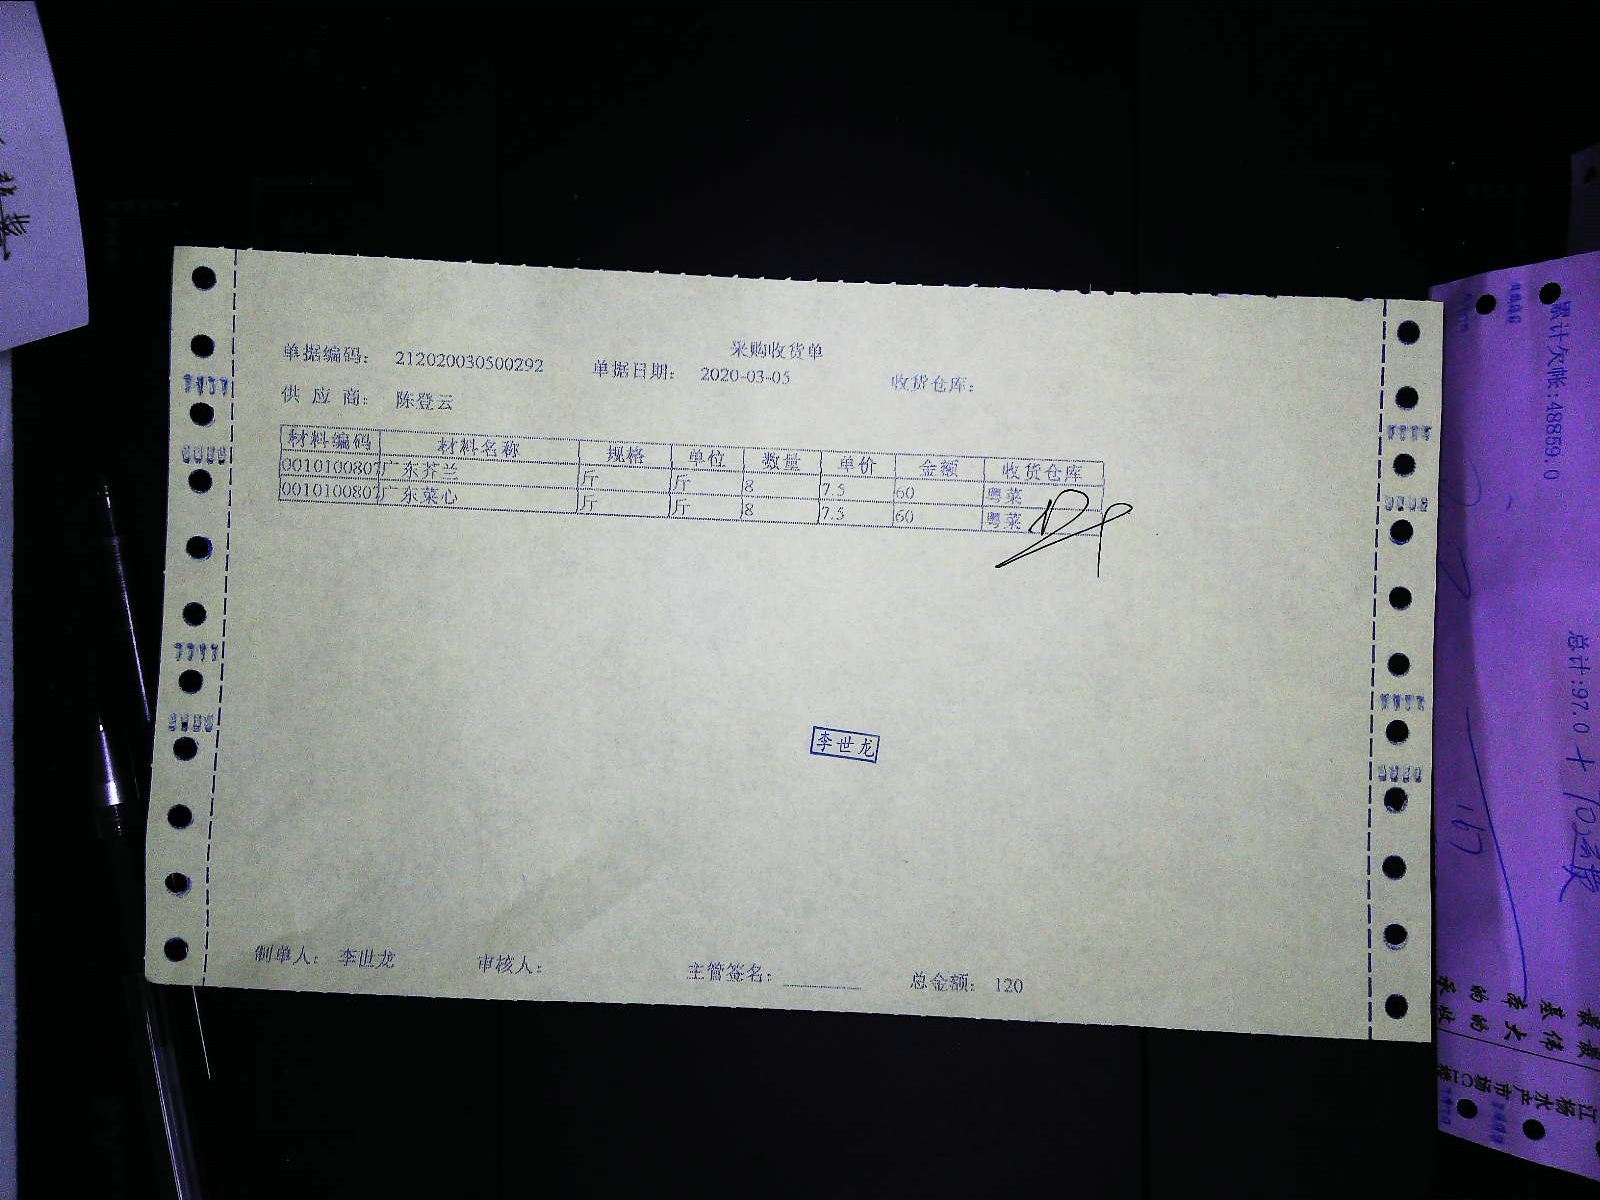 采购收货单
单据编码： 212020030500292 单据日期： 2020-03-05 收货仓库：
供 应 商： 陈登云
材料编码 材料名称 规格 单位 数量 单价 金额 收货仓库
0010100807 广东芥兰 斤 斤 8 7.5 60 粤菜
0010100807 广东菜心 斤 斤 8 7.5 60 粤菜
李世龙
制单人： 李世龙 审核人： 主管签名： 总金额： 120
累计欠帐:48859.0
总计:97.0